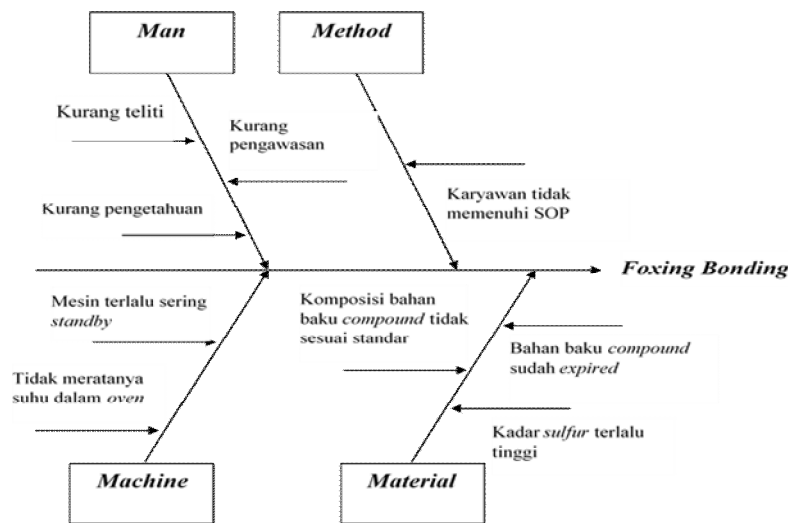 Man
Method
Kurang teliti
Kurang
pengawasan
Kurang pengetahuan
Karyawan tidak
memenuhi SOP
Foxing Bonding
Mesin terlalu sering
standby
Tidak meratanya
suhu dalam oven
Komposisi bahan
baku compound tidak
sesuai standar
Bahan baku compound
sudah expired
Kadar sulfur terlalu
tinggi
Machine
Material